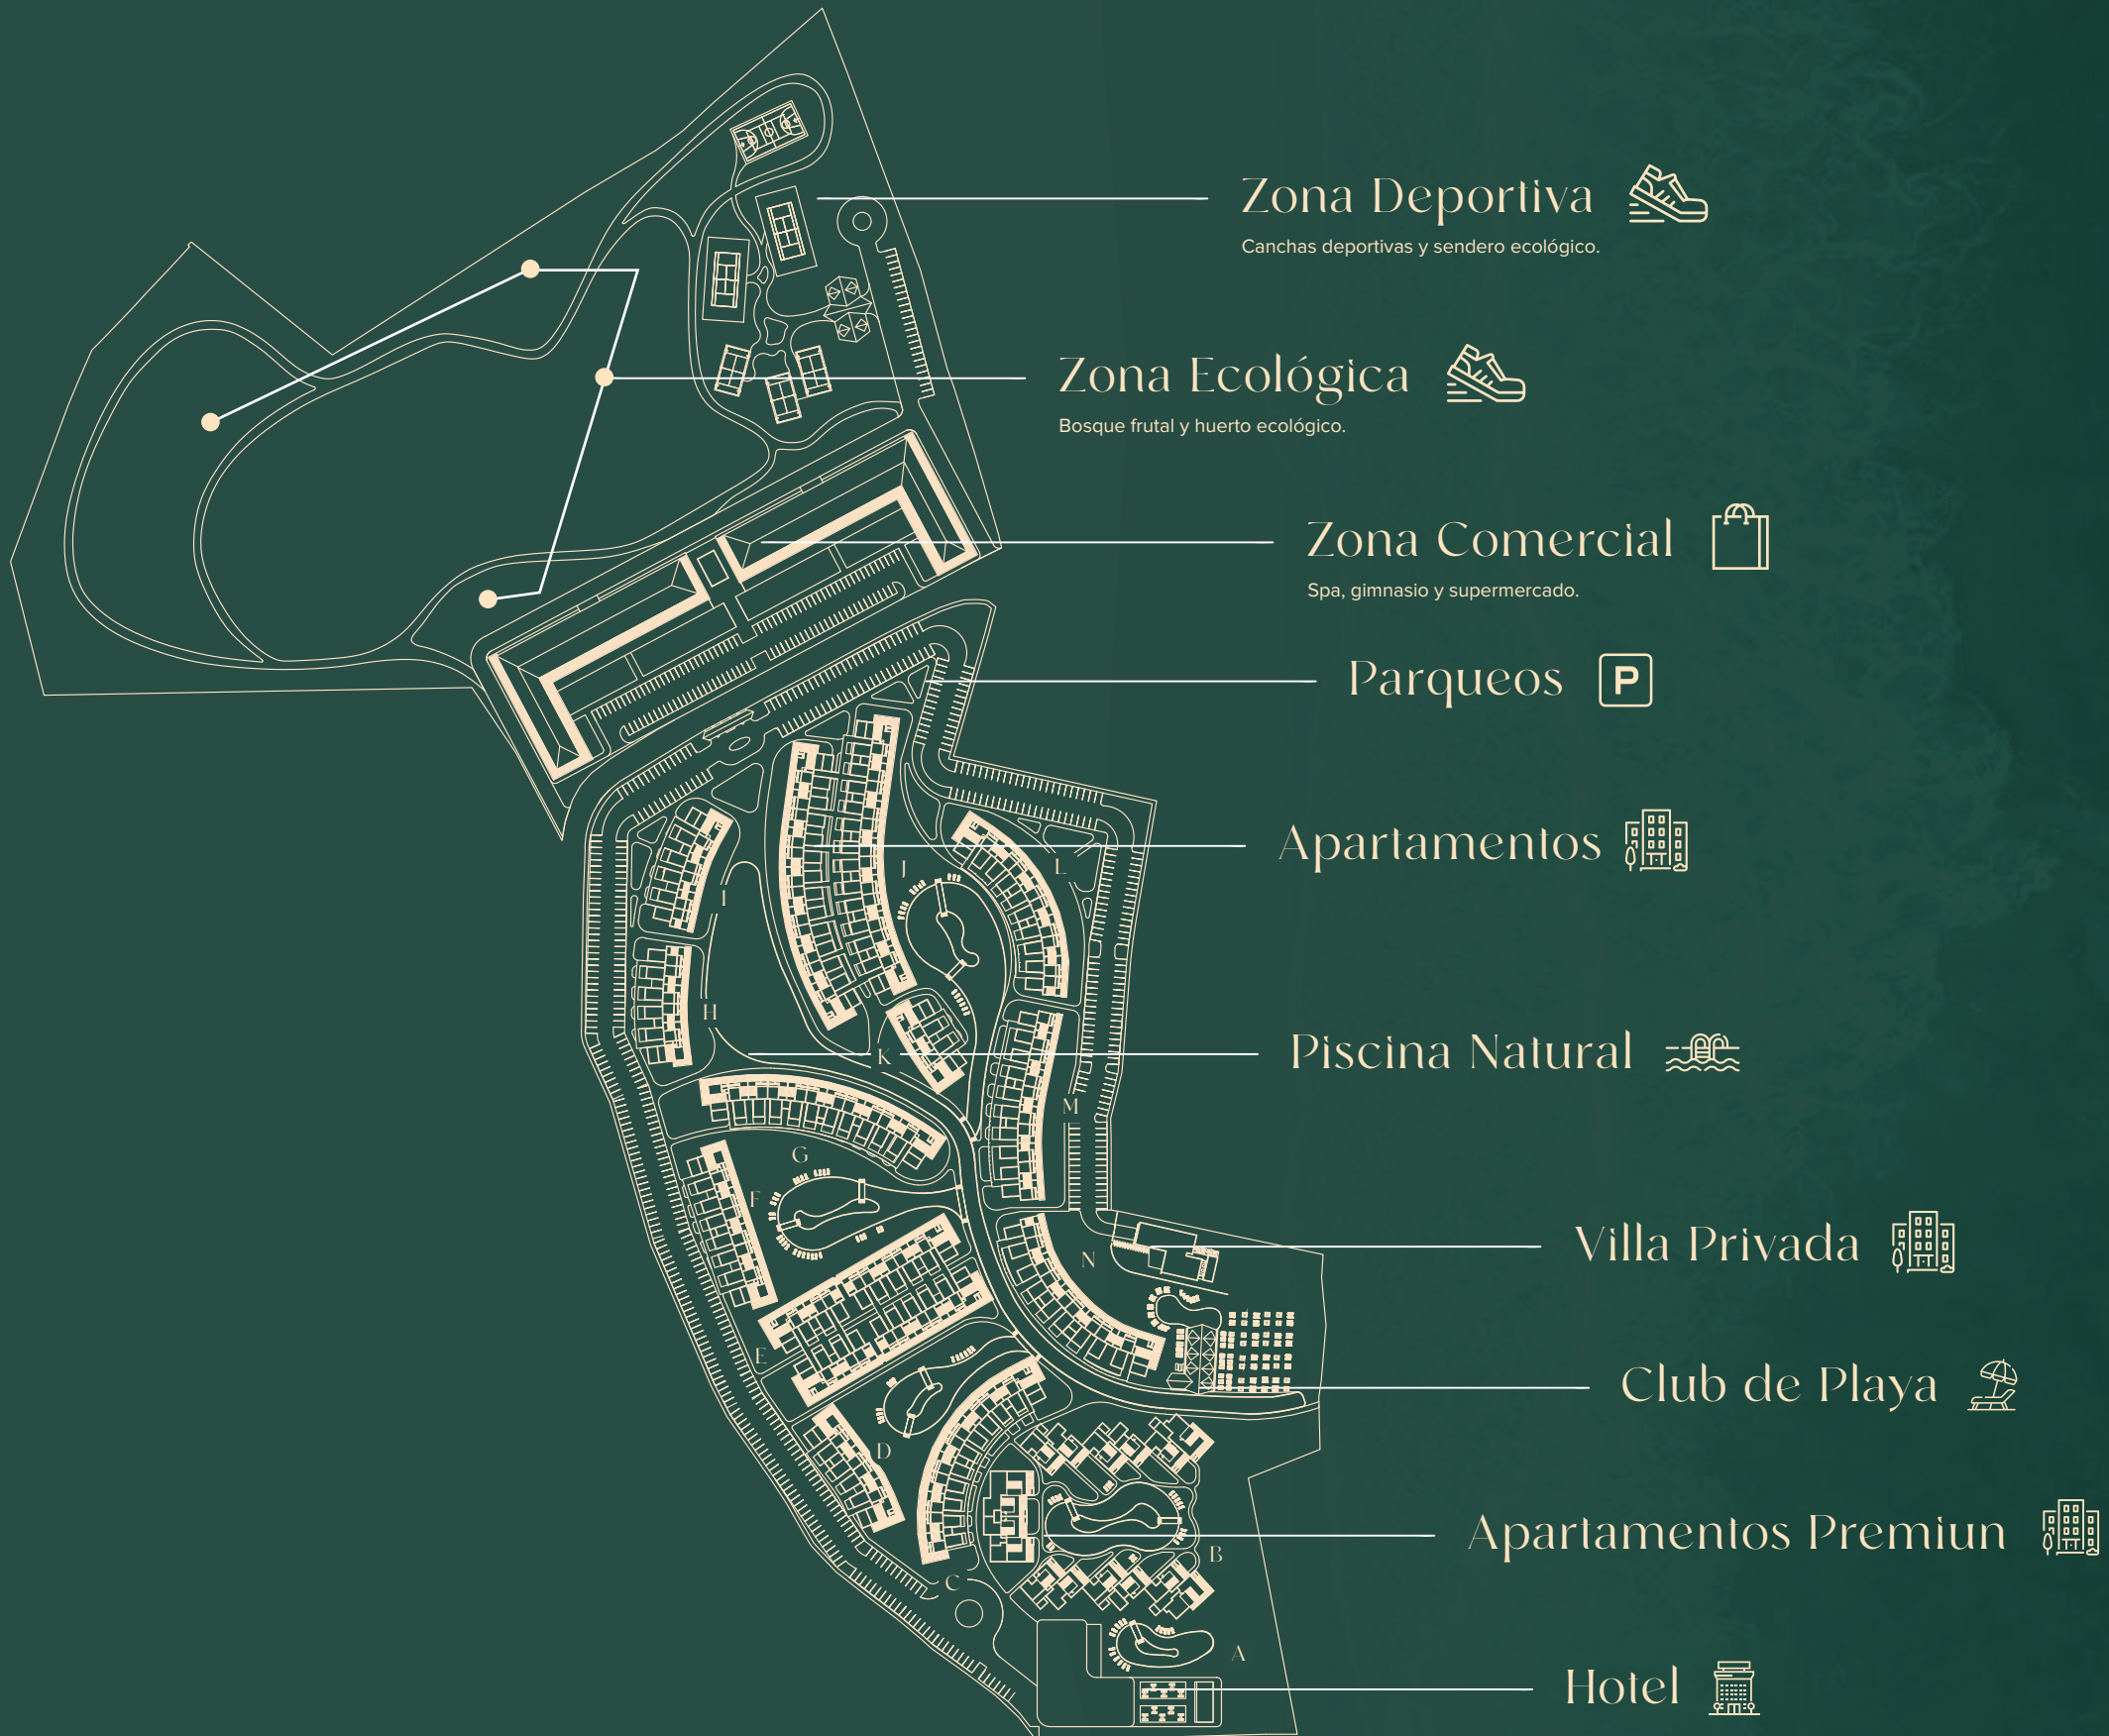 Zona Deportiva
Canchas deportivas y sendero ecológico.
Zona Ecológica
Bosque frutal y huerto ecológico.
Zona Comercial
Spa, gimnasio y supermercado.
Parqueos
P
Apartamentos
J
L
I
H
Piscina Natural
K
M
G
F
Villa Privada
N
E
Club de Playa
D
Apartamentos Premiun
B
C
A
Hotel